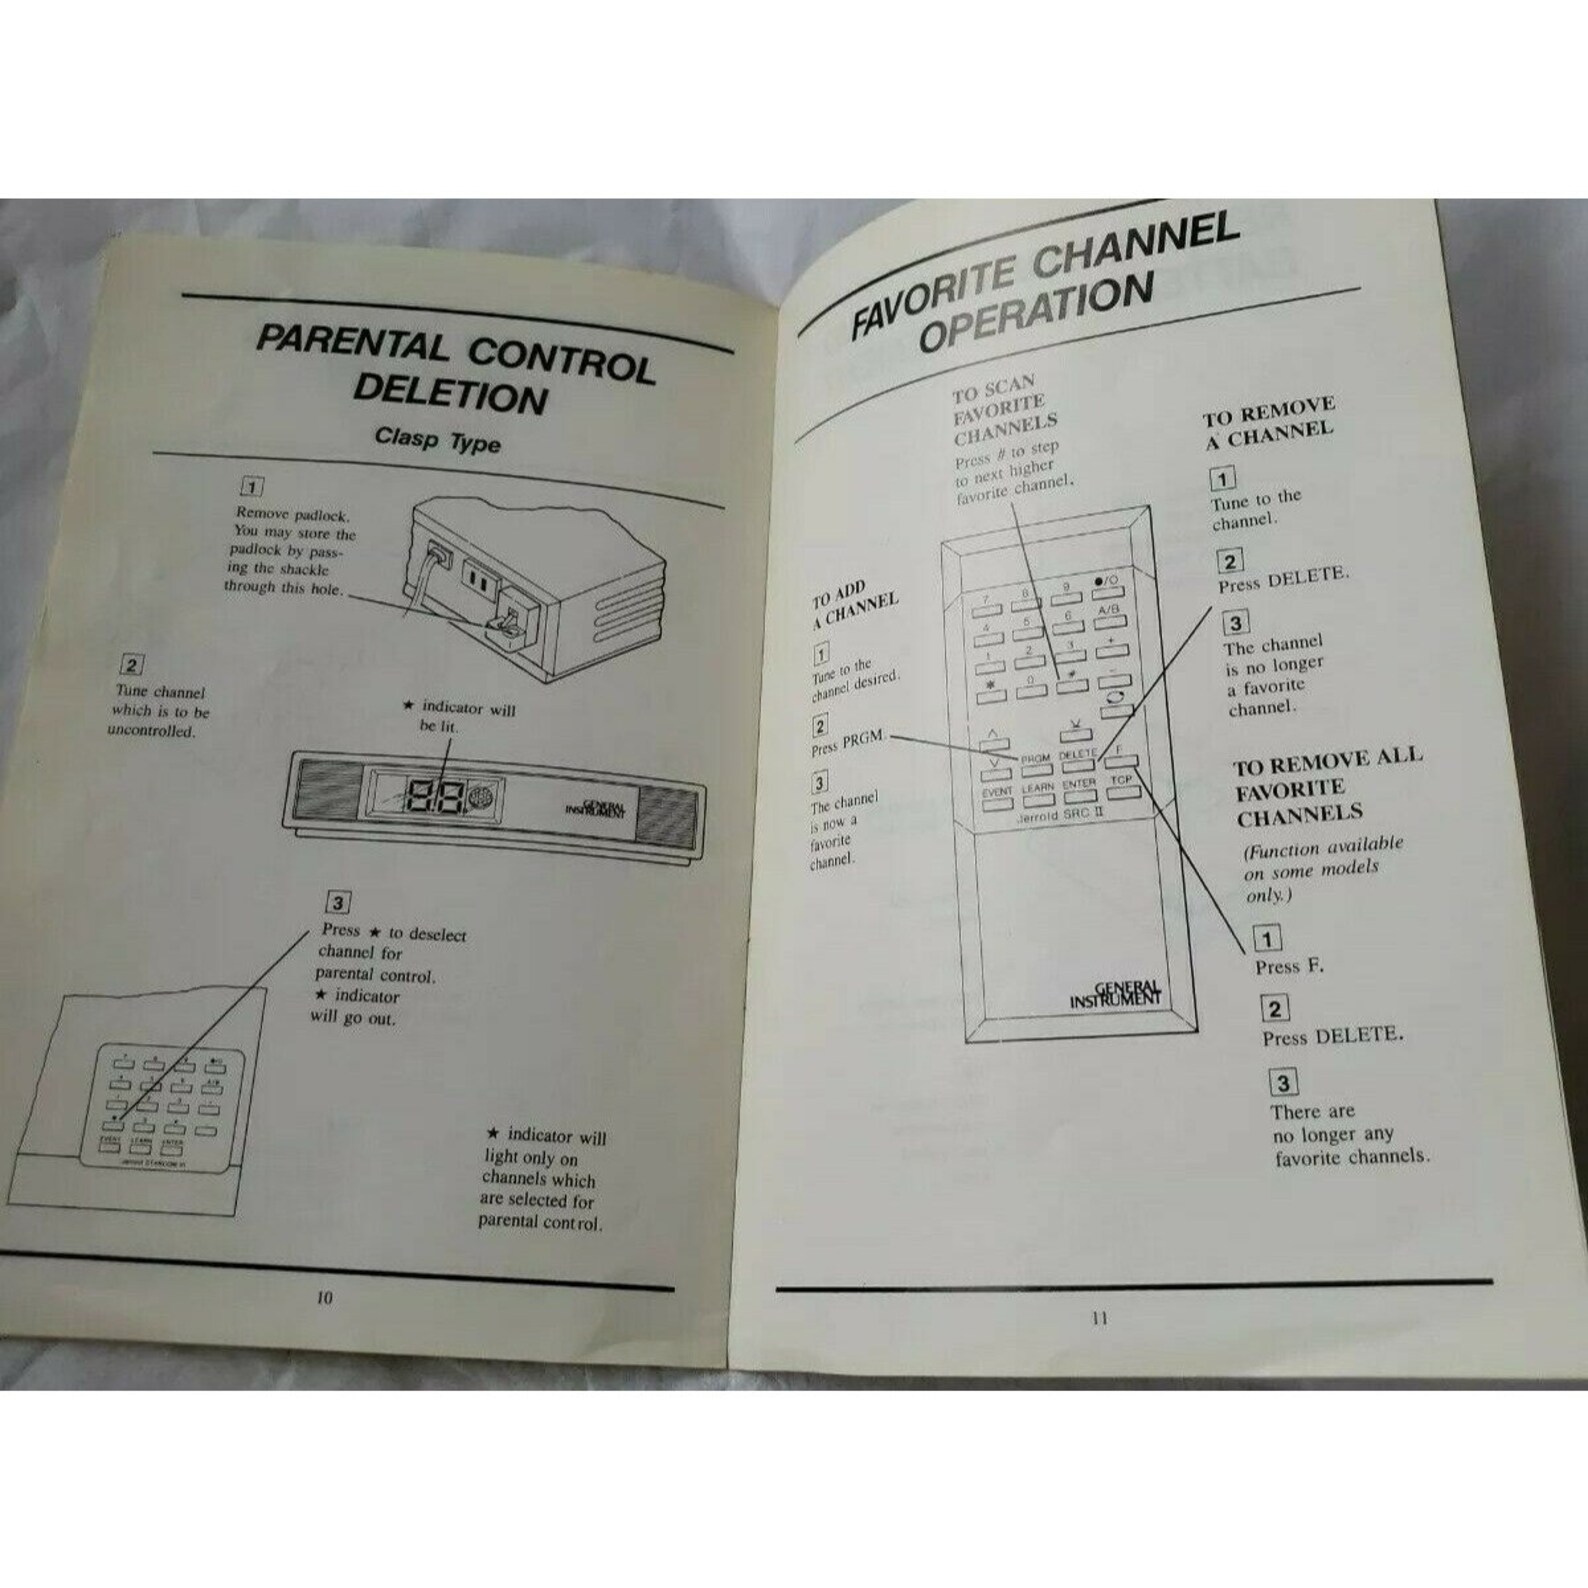 PARENTAL CONTROL
DELETION
Clasp Type
1
Remove padlock.
You may store the
padlock by pass-
ing the shackle
through this hole.
2
Tune channel
which is to be
uncontrolled.
★ indicator will
be lit.
8.8
GENERAL
INSTRUMENT
3
Press ★ to deselect
channel for
parental control.
★ indicator
will go out.
EVENT LEARN ENTER
★ indicator will
light only on
channels which
are selected for
parental control.
10
FAVORITE CHANNEL
OPERATION
TO SCAN
FAVORITE
CHANNELS
Press # to step
to next higher
favorite channel.
TO ADD
A CHANNEL
1
Tune to the
channel desired.
2
Press PRGM.
3
The channel
is now a
favorite
channel.
7 8 9 ●/○
4 5 6 A/B
1 2 3 +
* 0 # -
PRGM DELETE F
EVENT LEARN ENTER TCP
Jerrold SRC II
GENERAL
INSTRUMENT
TO REMOVE
A CHANNEL
1
Tune to the
channel.
2
Press DELETE.
3
The channel
is no longer
a favorite
channel.
TO REMOVE ALL
FAVORITE
CHANNELS
(Function available
on some models
only.)
1
Press F.
2
Press DELETE.
3
There are
no longer any
favorite channels.
11